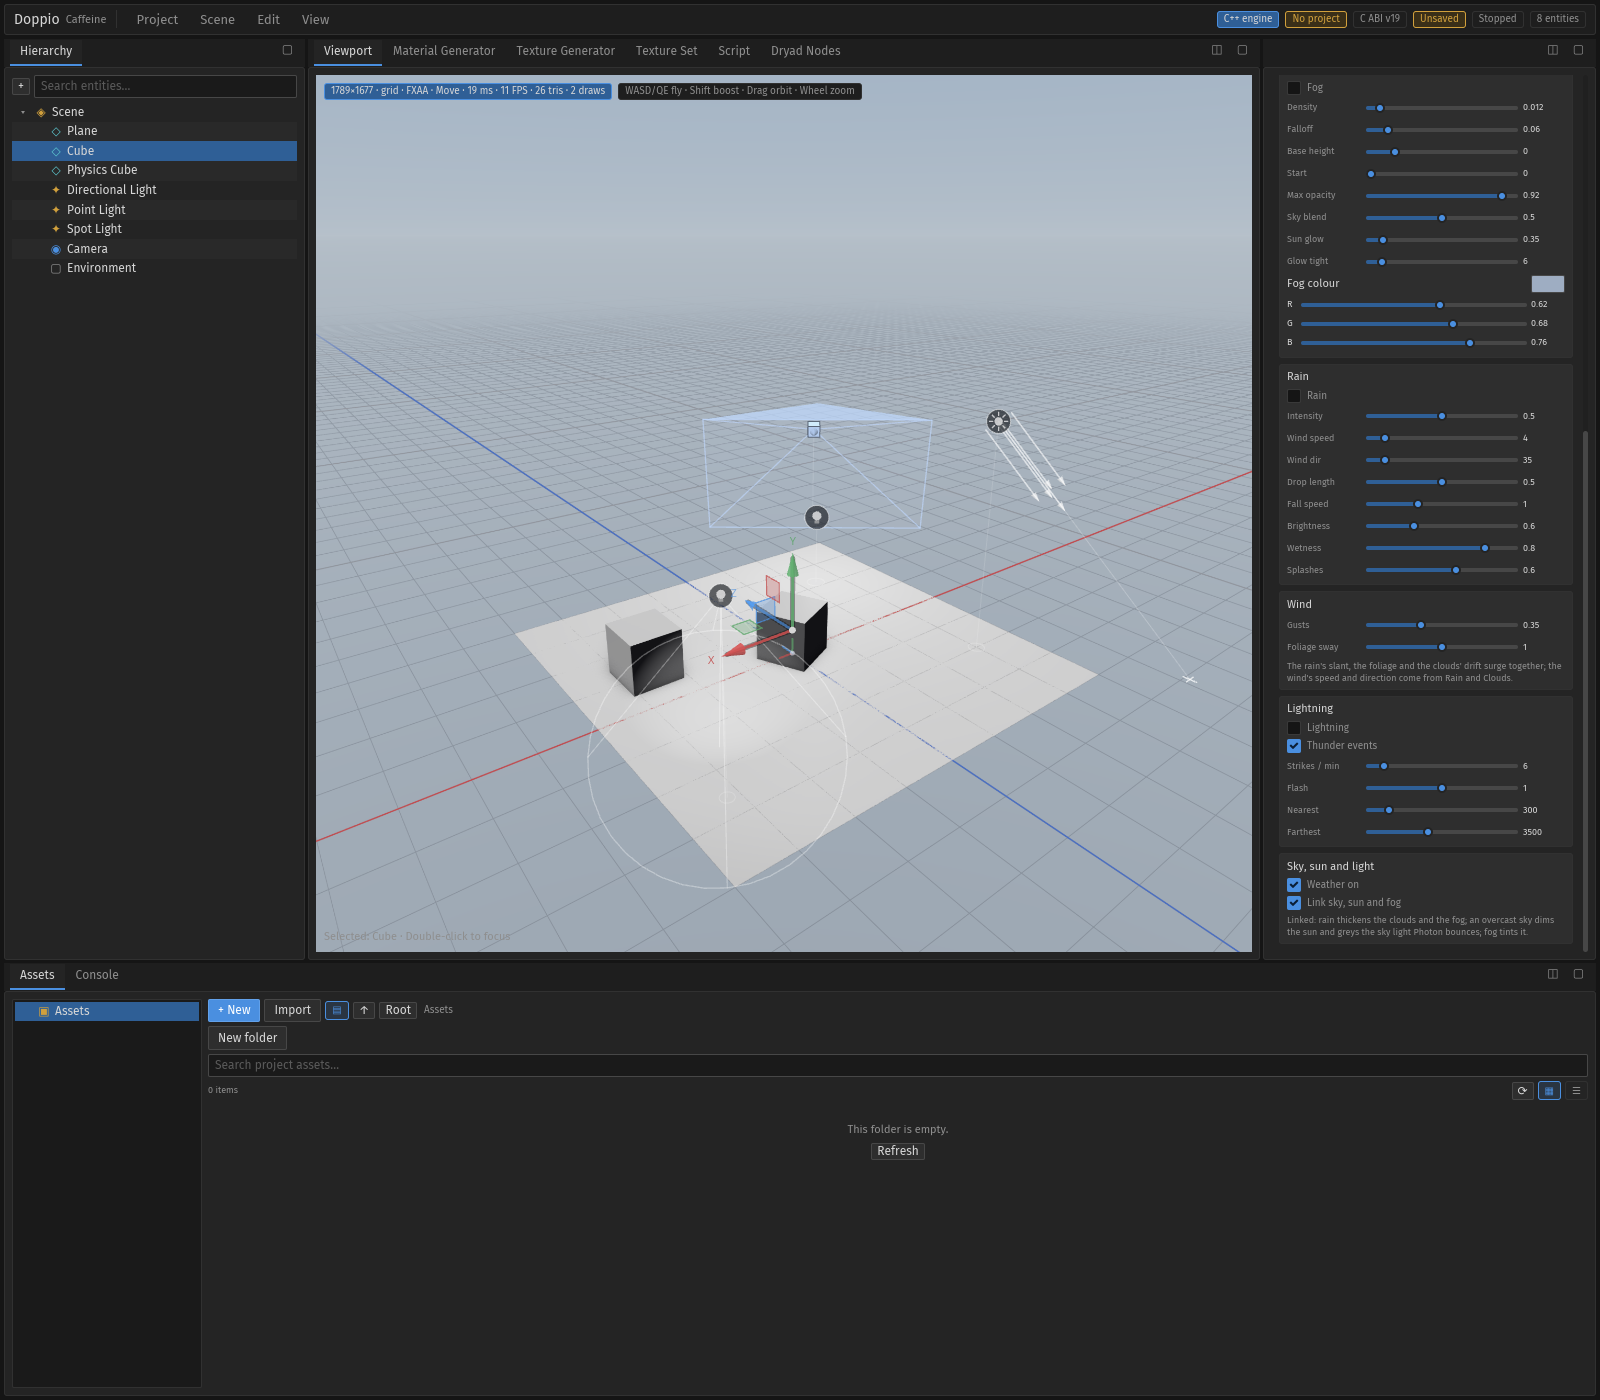 Doppio Caffeine Project Scene Edit View C++ engine No project C ABI v19 Unsaved Stopped 8 entities
Hierarchy
+ Search entities...
Scene
Plane
Cube
Physics Cube
Directional Light
Point Light
Spot Light
Camera
Environment
Viewport Material Generator Texture Generator Texture Set Script Dryad Nodes
1789×1677 · grid · FXAA · Move · 19 ms · 11 FPS · 26 tris · 2 draws WASD/QE fly · Shift boost · Drag orbit · Wheel zoom
Y
Z
X
Selected: Cube · Double-click to focus
Fog
Density 0.012
Falloff 0.06
Base height 0
Start 0
Max opacity 0.92
Sky blend 0.5
Sun glow 0.35
Glow tight 6
Fog colour
R 0.62
G 0.68
B 0.76
Rain
Rain
Intensity 0.5
Wind speed 4
Wind dir 35
Drop length 0.5
Fall speed 1
Brightness 0.6
Wetness 0.8
Splashes 0.6
Wind
Gusts 0.35
Foliage sway 1
The rain's slant, the foliage and the clouds' drift surge together; the
wind's speed and direction come from Rain and Clouds.
Lightning
Lightning
Thunder events
Strikes / min 6
Flash 1
Nearest 300
Farthest 3500
Sky, sun and light
Weather on
Link sky, sun and fog
Linked: rain thickens the clouds and the fog; an overcast sky dims
the sun and greys the sky light Photon bounces; fog tints it.
Assets Console
Assets
+ New Import ↑ Root Assets
New folder
Search project assets...
0 items
This folder is empty.
Refresh